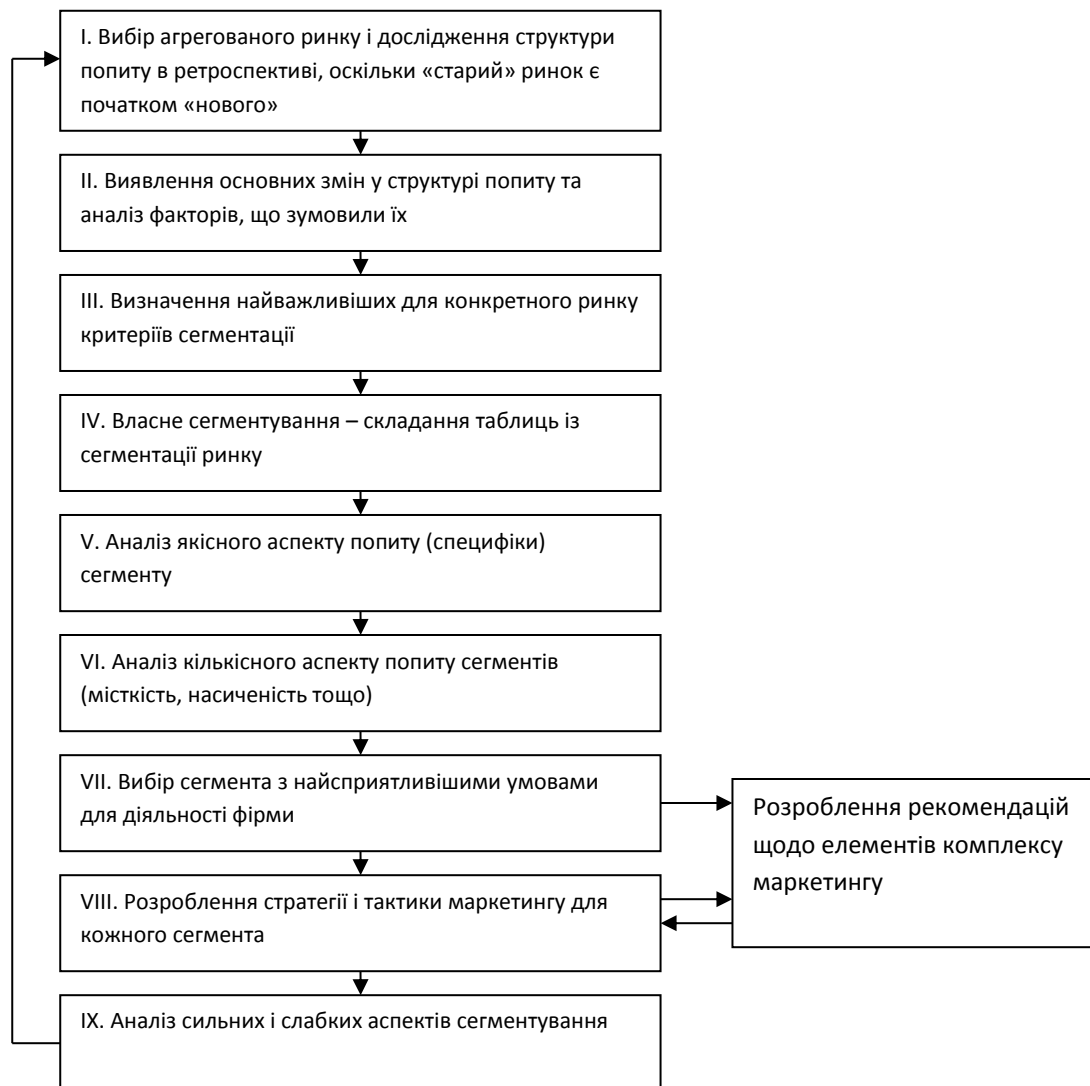 I. Вибір агрегованого ринку і дослідження структури
попиту в ретроспективі, оскільки «старий» ринок є
початком «нового»
II. Виявлення основних змін у структурі попиту та
аналіз факторів, що зумовили їх
III. Визначення найважливіших для конкретного ринку
критеріїв сегментації
IV. Власне сегментування – складання таблиць із
сегментації ринку
V. Аналіз якісного аспекту попиту (специфіки)
сегменту
VI. Аналіз кількісного аспекту попиту сегментів
(місткість, насиченість тощо)
VII. Вибір сегмента з найсприятливішими умовами
для діяльності фірми
Розроблення рекомендацій
щодо елементів комплексу
маркетингу
VIII. Розроблення стратегії і тактики маркетингу для
кожного сегмента
IX. Аналіз сильних і слабких аспектів сегментування